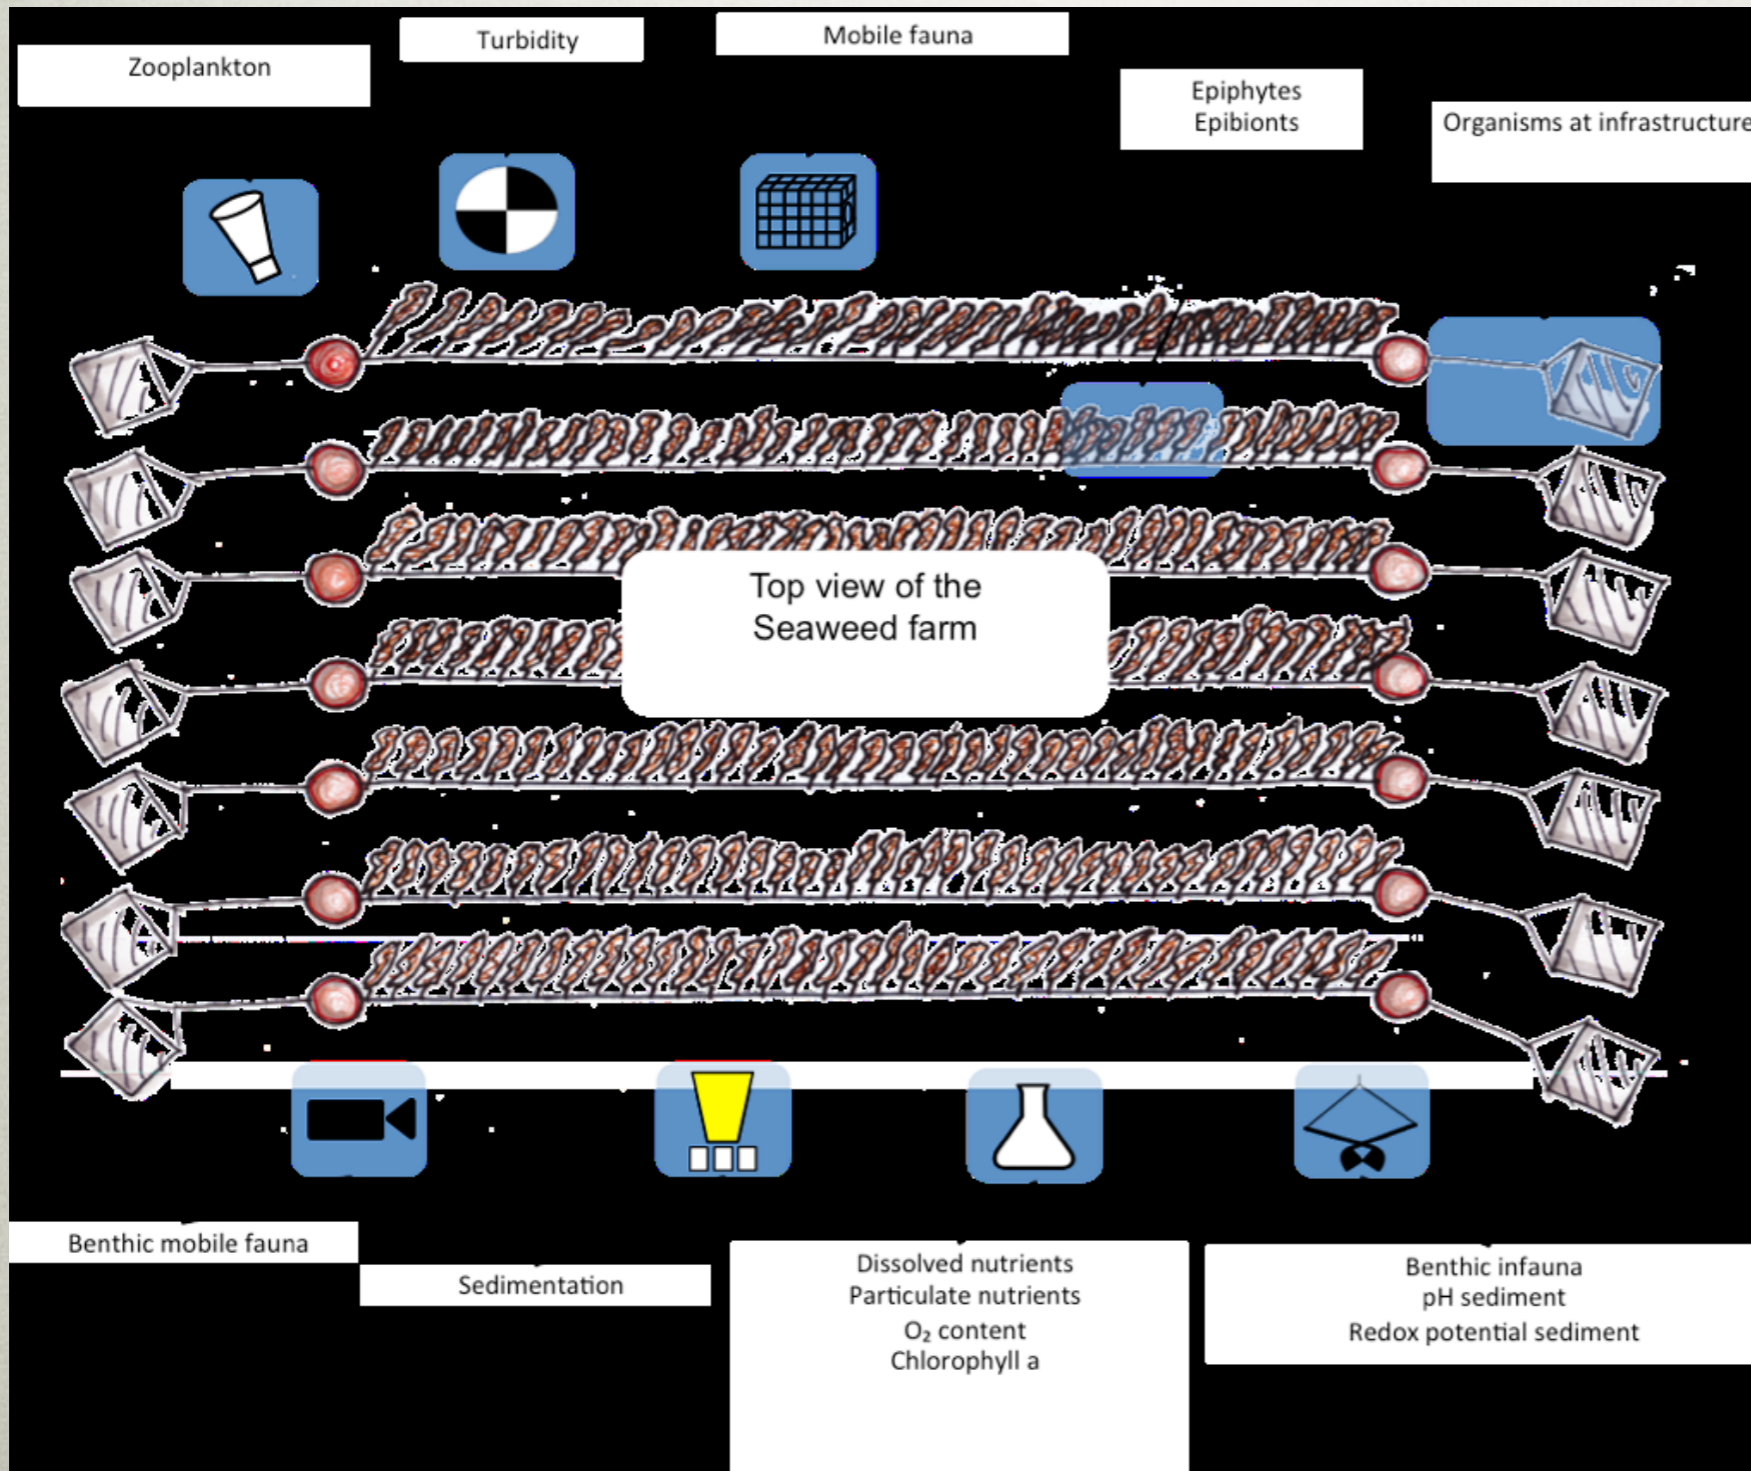 Zooplankton
Turbidity
Mobile fauna
Epiphytes
Epibionts
Organisms at infrastructure
Top view of the
Seaweed farm
Benthic mobile fauna
Sedimentation
Dissolved nutrients
Particulate nutrients
O₂ content
Chlorophyll a
Benthic infauna
pH sediment
Redox potential sediment